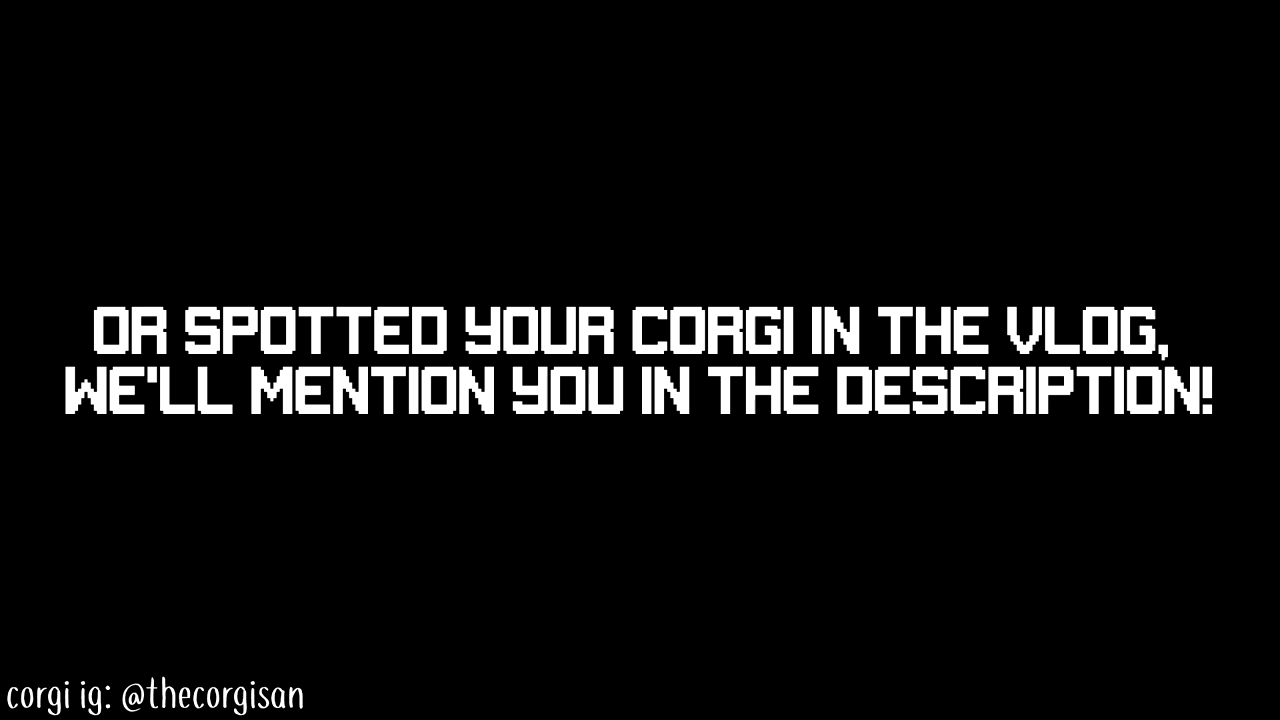 OR SPOTTED YOUR CORGI IN THE VLOG,
WE'LL MENTION YOU IN THE DESCRIPTION!
corgi ig: @thecorgisan